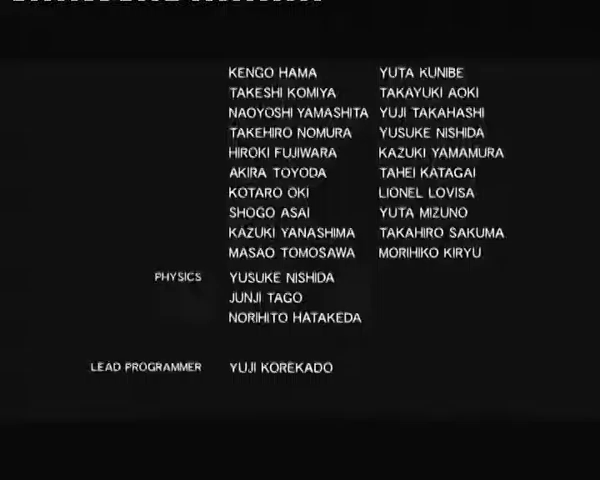 KENGO HAMA YUTA KUNIBE
TAKESHI KOMIYA TAKAYUKI AOKI
NAOYOSHI YAMASHITA YUJI TAKAHASHI
TAKEHIRO NOMURA YUSUKE NISHIDA
HIROKI FUJIWARA KAZUKI YAMAMURA
AKIRA TOYODA TAHEI KATAGAI
KOTARO OKI LIONEL LOVISA
SHOGO ASAI YUTA MIZUNO
KAZUKI YANASHIMA TAKAHIRO SAKUMA
MASAO TOMOSAWA MORIHIKO KIRYU
PHYSICS YUSUKE NISHIDA
JUNJI TAGO
NORIHITO HATAKEDA
LEAD PROGRAMMER YUJI KOREKADO